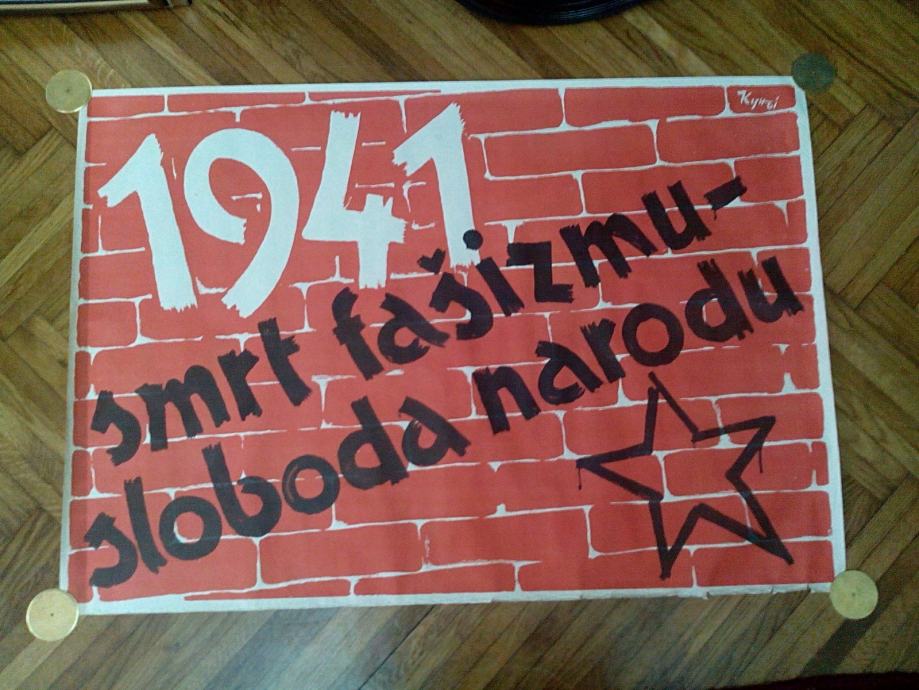 1941
smrt fašizmu-
sloboda narodu